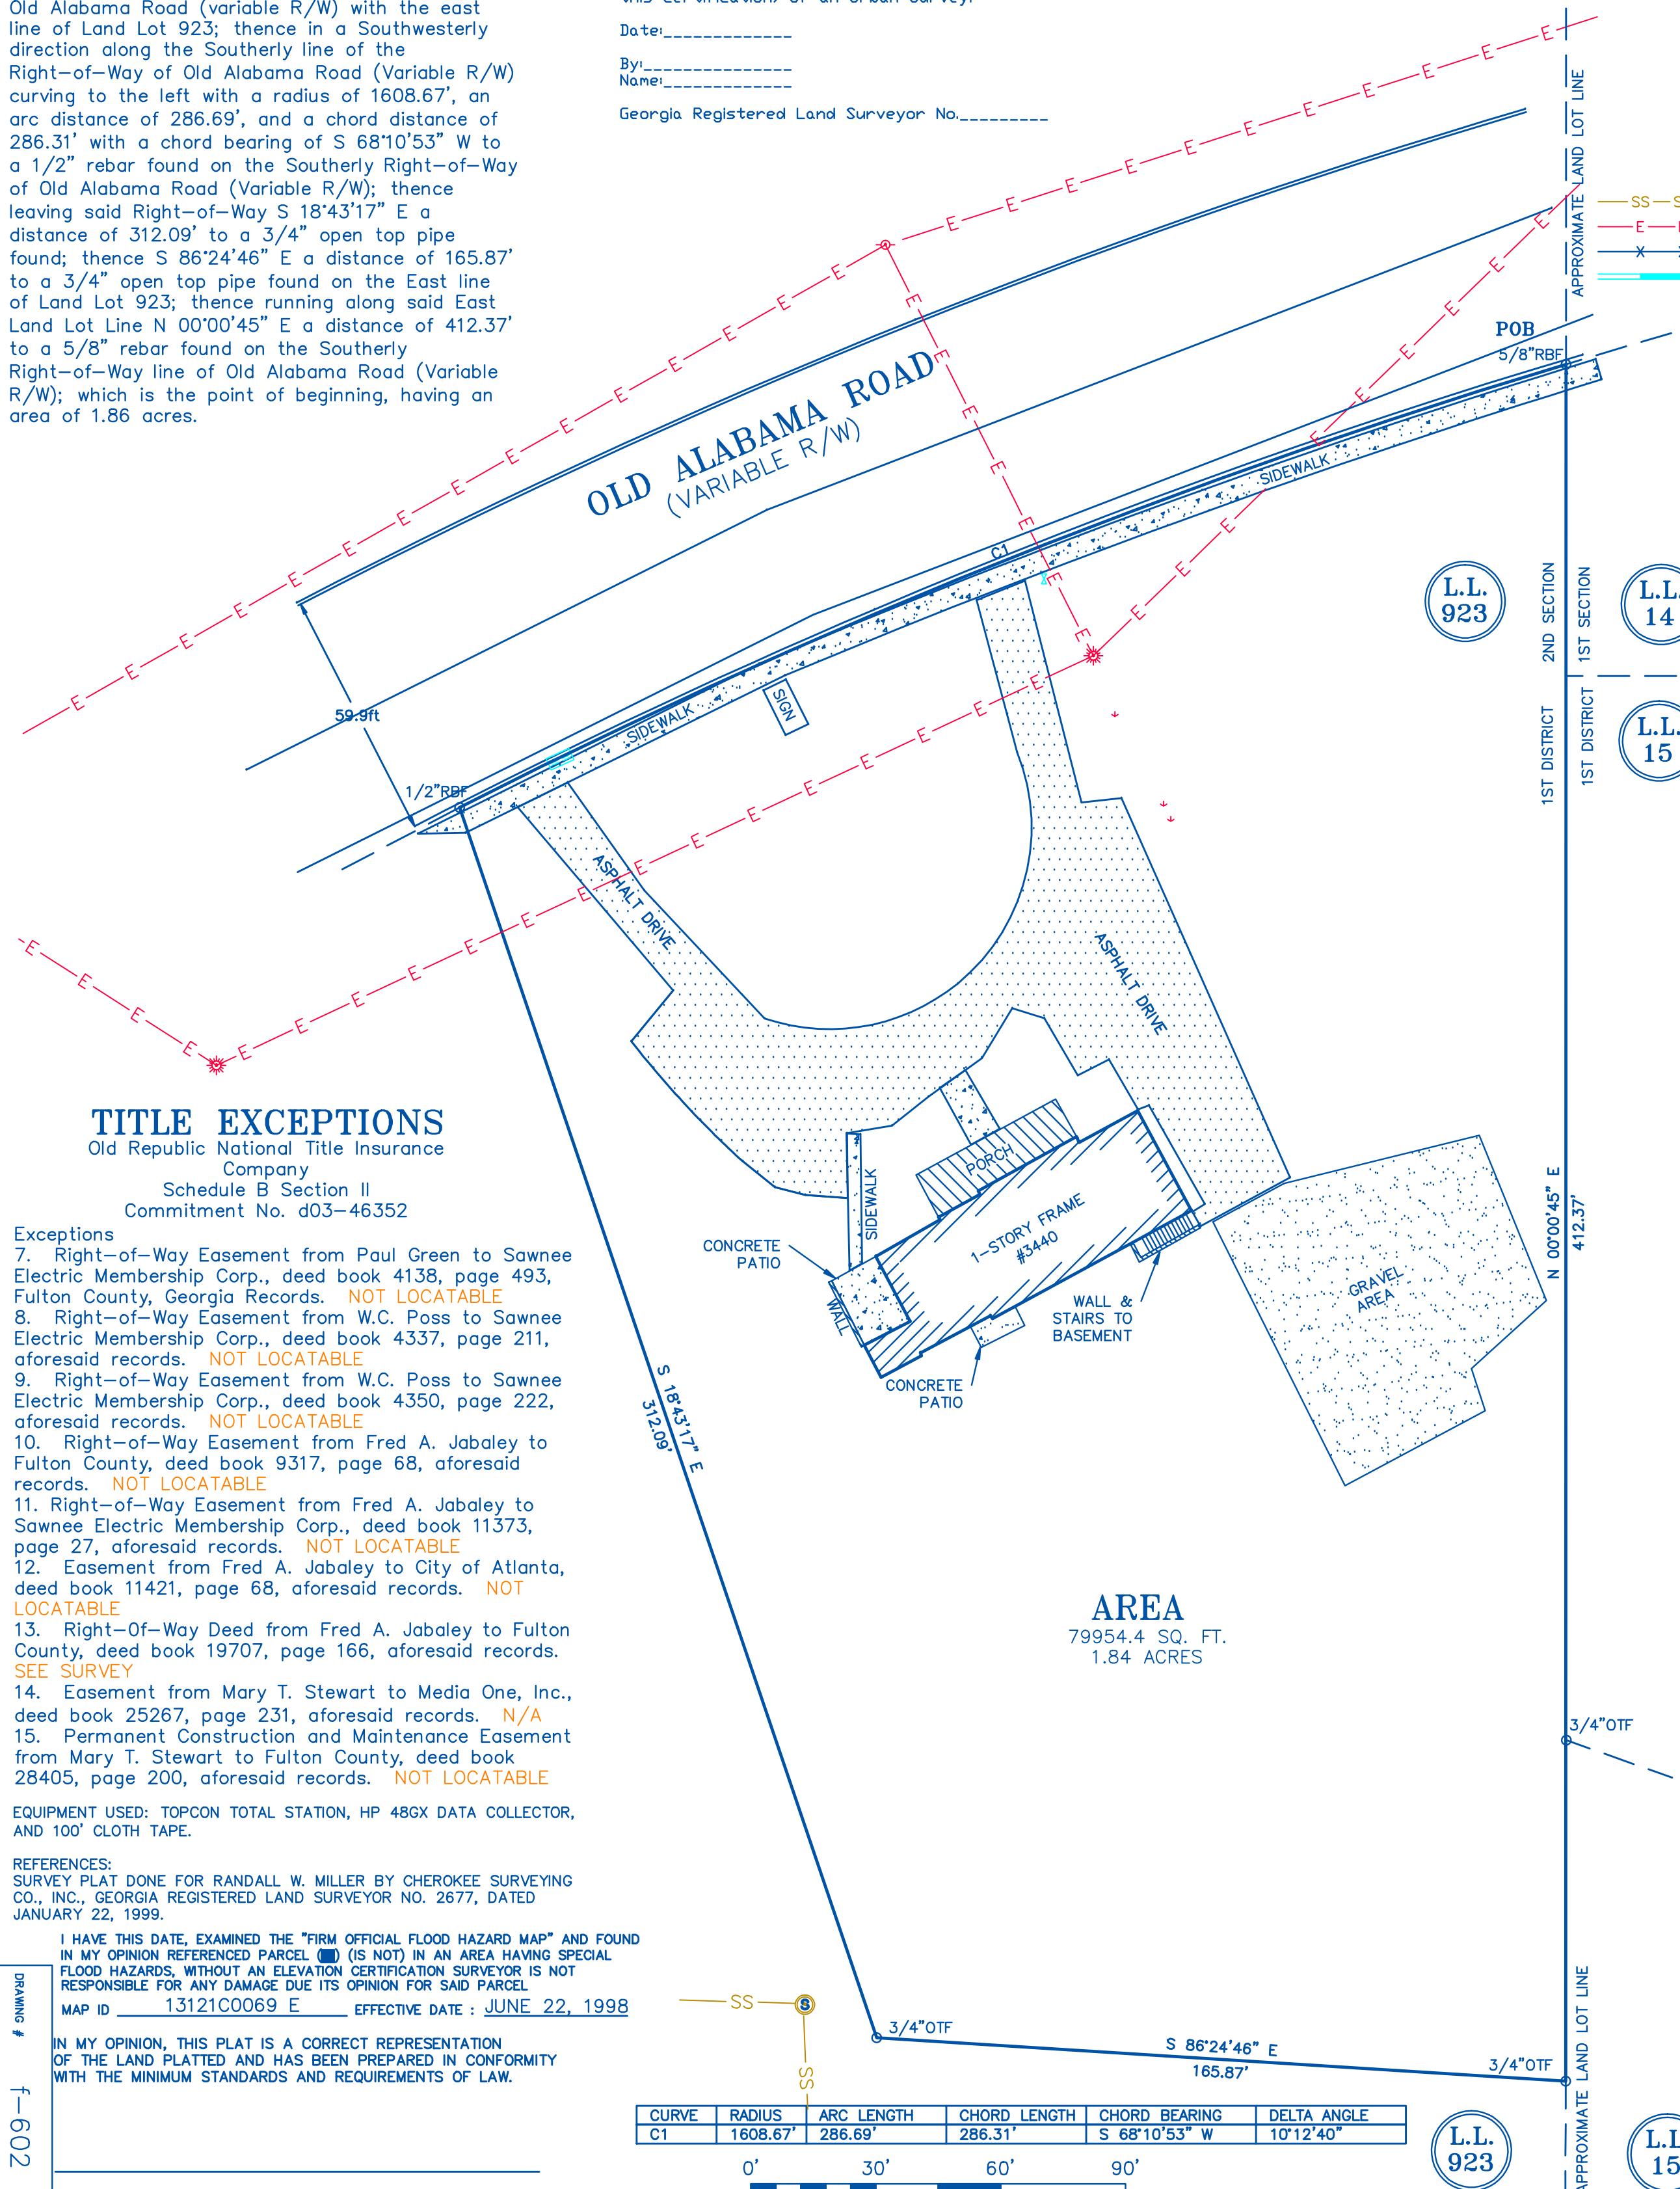 Old Alabama Road (variable R/W) with the east
line of Land Lot 923; thence in a Southwesterly
direction along the Southerly line of the
Right-of-Way of Old Alabama Road (Variable R/W)
curving to the left with a radius of 1608.67', an
arc distance of 286.69', and a chord distance of
286.31' with a chord bearing of S 68°10'53" W to
a 1/2" rebar found on the Southerly Right-of-Way
of Old Alabama Road (Variable R/W); thence
leaving said Right-of-Way S 18°43'17" E a
distance of 312.09' to a 3/4" open top pipe
found; thence S 86°24'46" E a distance of 165.87'
to a 3/4" open top pipe found on the East line
of Land Lot 923; thence running along said East
Land Lot Line N 00°00'45" E a distance of 412.37'
to a 5/8" rebar found on the Southerly
Right-of-Way line of Old Alabama Road (Variable
R/W); which is the point of beginning, having an
area of 1.86 acres.
Date:_____________
By:_______________
Name:_____________
Georgia Registered Land Surveyor No._________
APPROXIMATE LAND LOT LINE
SS
E
X
POB
5/8"RBF
OLD ALABAMA ROAD
(VARIABLE R/W)
SIDEWALK
C1
L.L.
923
2ND SECTION
1ST SECTION
L.L.
14
1ST DISTRICT
1ST DISTRICT
L.L.
15
59.9ft
SIDEWALK
SIGN
1/2"RBF
ASPHALT DRIVE
ASPHALT DRIVE
TITLE EXCEPTIONS
Old Republic National Title Insurance
Company
Schedule B Section II
Commitment No. d03-46352
Exceptions
7. Right-of-Way Easement from Paul Green to Sawnee
Electric Membership Corp., deed book 4138, page 493,
Fulton County, Georgia Records. NOT LOCATABLE
8. Right-of-Way Easement from W.C. Poss to Sawnee
Electric Membership Corp., deed book 4337, page 211,
aforesaid records. NOT LOCATABLE
9. Right-of-Way Easement from W.C. Poss to Sawnee
Electric Membership Corp., deed book 4350, page 222,
aforesaid records. NOT LOCATABLE
10. Right-of-Way Easement from Fred A. Jabaley to
Fulton County, deed book 9317, page 68, aforesaid
records. NOT LOCATABLE
11. Right-of-Way Easement from Fred A. Jabaley to
Sawnee Electric Membership Corp., deed book 11373,
page 27, aforesaid records. NOT LOCATABLE
12. Easement from Fred A. Jabaley to City of Atlanta,
deed book 11421, page 68, aforesaid records. NOT
LOCATABLE
13. Right-Of-Way Deed from Fred A. Jabaley to Fulton
County, deed book 19707, page 166, aforesaid records.
SEE SURVEY
14. Easement from Mary T. Stewart to Media One, Inc.,
deed book 25267, page 231, aforesaid records. N/A
15. Permanent Construction and Maintenance Easement
from Mary T. Stewart to Fulton County, deed book
28405, page 200, aforesaid records. NOT LOCATABLE
PORCH
SIDEWALK
1-STORY FRAME
#3440
CONCRETE
PATIO
WALL
WALL &
STAIRS TO
BASEMENT
CONCRETE
PATIO
GRAVEL
AREA
N 00°00'45" E
412.37'
S 18°43'17" E
312.09'
AREA
79954.4 SQ. FT.
1.84 ACRES
3/4"OTF
EQUIPMENT USED: TOPCON TOTAL STATION, HP 48GX DATA COLLECTOR,
AND 100' CLOTH TAPE.
REFERENCES:
SURVEY PLAT DONE FOR RANDALL W. MILLER BY CHEROKEE SURVEYING
CO., INC., GEORGIA REGISTERED LAND SURVEYOR NO. 2677, DATED
JANUARY 22, 1999.
I HAVE THIS DATE, EXAMINED THE "FIRM OFFICIAL FLOOD HAZARD MAP" AND FOUND
IN MY OPINION REFERENCED PARCEL ( ) (IS NOT) IN AN AREA HAVING SPECIAL
FLOOD HAZARDS, WITHOUT AN ELEVATION CERTIFICATION SURVEYOR IS NOT
RESPONSIBLE FOR ANY DAMAGE DUE ITS OPINION FOR SAID PARCEL
MAP ID 13121C0069 E EFFECTIVE DATE : JUNE 22, 1998
IN MY OPINION, THIS PLAT IS A CORRECT REPRESENTATION
OF THE LAND PLATTED AND HAS BEEN PREPARED IN CONFORMITY
WITH THE MINIMUM STANDARDS AND REQUIREMENTS OF LAW.
DRAWING #
f-602
SS
S
SS
3/4"OTF
S 86°24'46" E
165.87'
3/4"OTF
APPROXIMATE LAND LOT LINE
CURVE RADIUS ARC LENGTH CHORD LENGTH CHORD BEARING DELTA ANGLE
C1 1608.67' 286.69' 286.31' S 68°10'53" W 10°12'40"
0' 30' 60' 90'
L.L.
923
L.L.
15